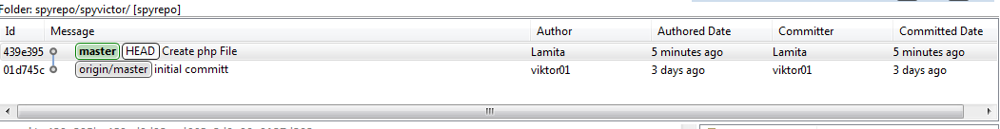 Folder: spyrepo/spyvictor/ [spyrepo]
Id Message Author Authored Date Committer Committed Date
439e395 master HEAD Create php File Lamita 5 minutes ago Lamita 5 minutes ago
01d745c origin/master initial committ viktor01 3 days ago viktor01 3 days ago